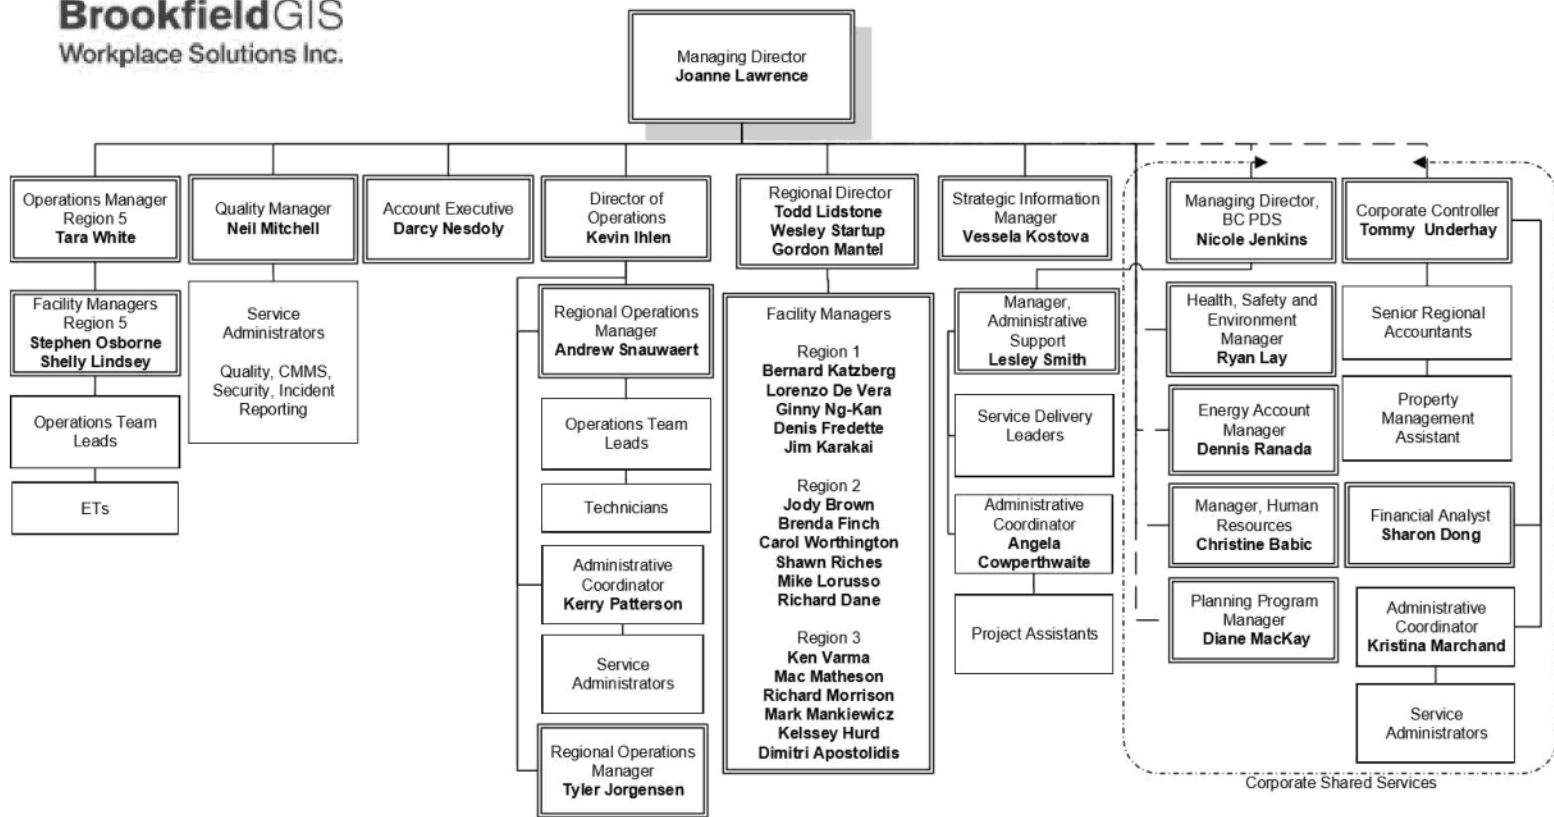 BrookfieldGIS
Workplace Solutions Inc.
Managing Director
Joanne Lawrence
Operations Manager
Region 5
Tara White
Quality Manager
Neil Mitchell
Account Executive
Darcy Nesdoly
Director of
Operations
Kevin Ihlen
Regional Director
Todd Lidstone
Wesley Startup
Gordon Mantel
Strategic Information
Manager
Vessela Kostova
Managing Director,
BC PDS
Nicole Jenkins
Corporate Controller
Tommy Underhay
Facility Managers
Region 5
Stephen Osborne
Shelly Lindsey
Operations Team
Leads
ETs
Service
Administrators
Quality, CMMS,
Security, Incident
Reporting
Regional Operations
Manager
Andrew Snauwaert
Operations Team
Leads
Technicians
Administrative
Coordinator
Kerry Patterson
Service
Administrators
Regional Operations
Manager
Tyler Jorgensen
Facility Managers
Region 1
Bernard Katzberg
Lorenzo De Vera
Ginny Ng-Kan
Denis Fredette
Jim Karakai
Region 2
Jody Brown
Brenda Finch
Carol Worthington
Shawn Riches
Mike Lorusso
Richard Dane
Region 3
Ken Varma
Mac Matheson
Richard Morrison
Mark Mankiewicz
Kelssey Hurd
Dimitri Apostolidis
Manager,
Administrative
Support
Lesley Smith
Service Delivery
Leaders
Administrative
Coordinator
Angela
Cowperthwaite
Project Assistants
Health, Safety and
Environment
Manager
Ryan Lay
Energy Account
Manager
Dennis Ranada
Manager, Human
Resources
Christine Babic
Planning Program
Manager
Diane MacKay
Senior Regional
Accountants
Property
Management
Assistant
Financial Analyst
Sharon Dong
Administrative
Coordinator
Kristina Marchand
Service
Administrators
Corporate Shared Services